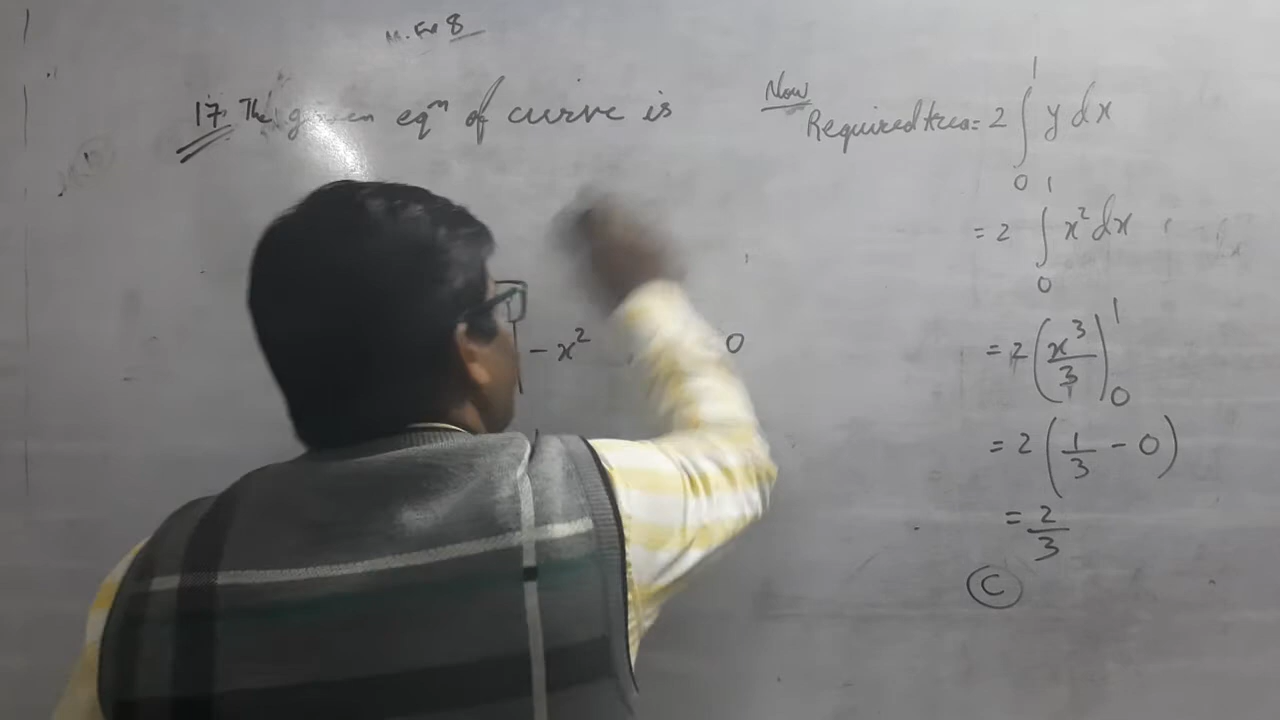 M. Ex 8
17. The given eqⁿ of curve is
- x²
0
Now
Required Area = 2 ∫₀¹ y dx
= 2 ∫₀¹ x² dx
= 2 (x³/3)₀¹
= 2 (1/3 - 0)
= 2/3
C